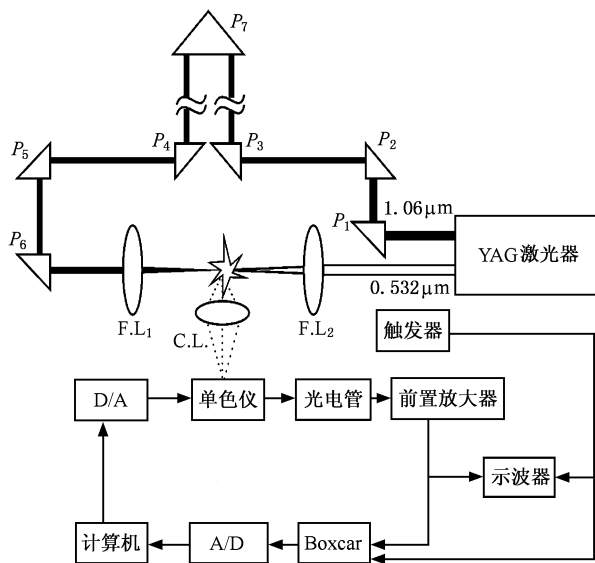 P₇
P₅
P₄
P₃
P₂
P₆
P₁
1.06μm
YAG激光器
0.532μm
F.L₁
C.L.
F.L₂
触发器
D/A
单色仪
光电管
前置放大器
示波器
计算机
A/D
Boxcar